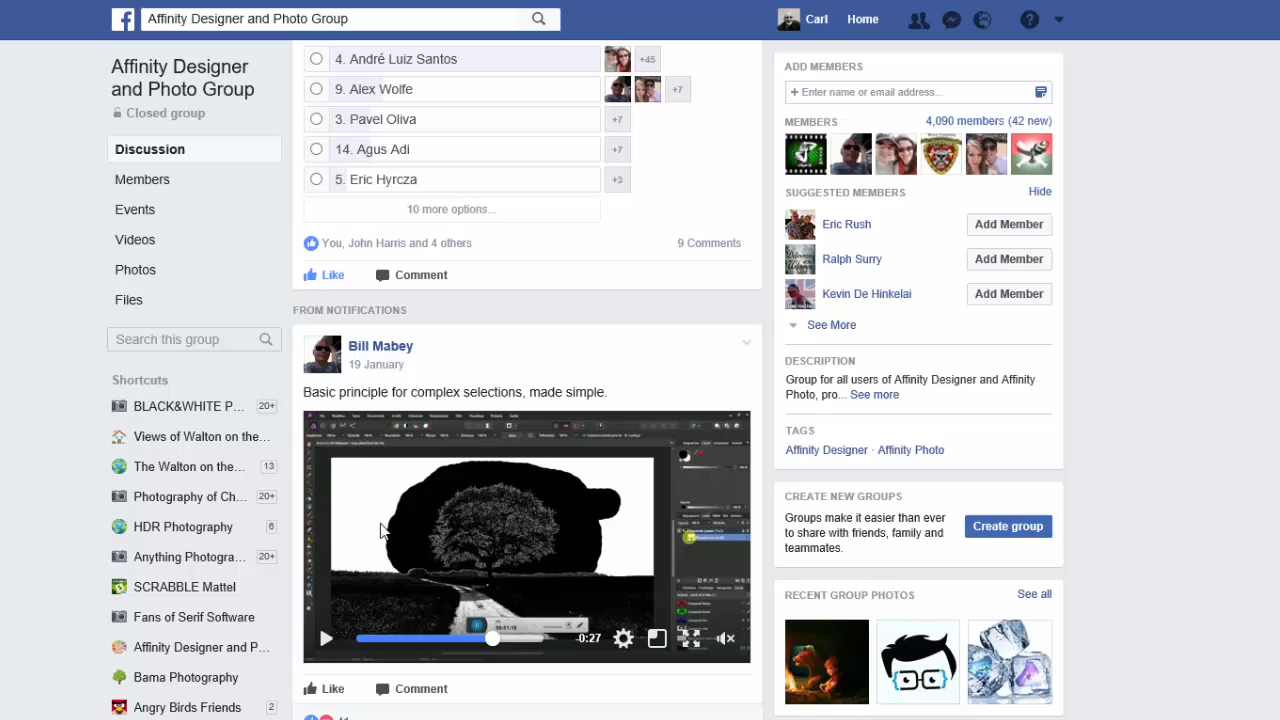 Affinity Designer and Photo Group
Carl
Home
Affinity Designer
and Photo Group
Closed group
Discussion
Members
Events
Videos
Photos
Files
Search this group
Shortcuts
BLACK&WHITE P... 20+
Views of Walton on the...
The Walton on the... 13
Photography of Ch... 20+
HDR Photography 6
Anything Photogra... 20+
SCRABBLE Mattel
Fans of Serif Software
Affinity Designer and P...
Bama Photography
Angry Birds Friends 2
4. André Luiz Santos +45
9. Alex Wolfe +7
3. Pavel Oliva +7
14. Agus Adi +7
5. Eric Hyrcza +3
10 more options...
You, John Harris and 4 others 9 Comments
Like Comment
FROM NOTIFICATIONS
Bill Mabey
19 January
Basic principle for complex selections, made simple.
-0:27
Like Comment
ADD MEMBERS
+ Enter name or email address...
MEMBERS 4,090 members (42 new)
SUGGESTED MEMBERS Hide
Eric Rush Add Member
Ralph Surry Add Member
Kevin De Hinkelai Add Member
See More
DESCRIPTION
Group for all users of Affinity Designer and Affinity
Photo, pro... See more
TAGS
Affinity Designer · Affinity Photo
CREATE NEW GROUPS
Groups make it easier than ever
to share with friends, family and
teammates.
Create group
RECENT GROUP PHOTOS See all